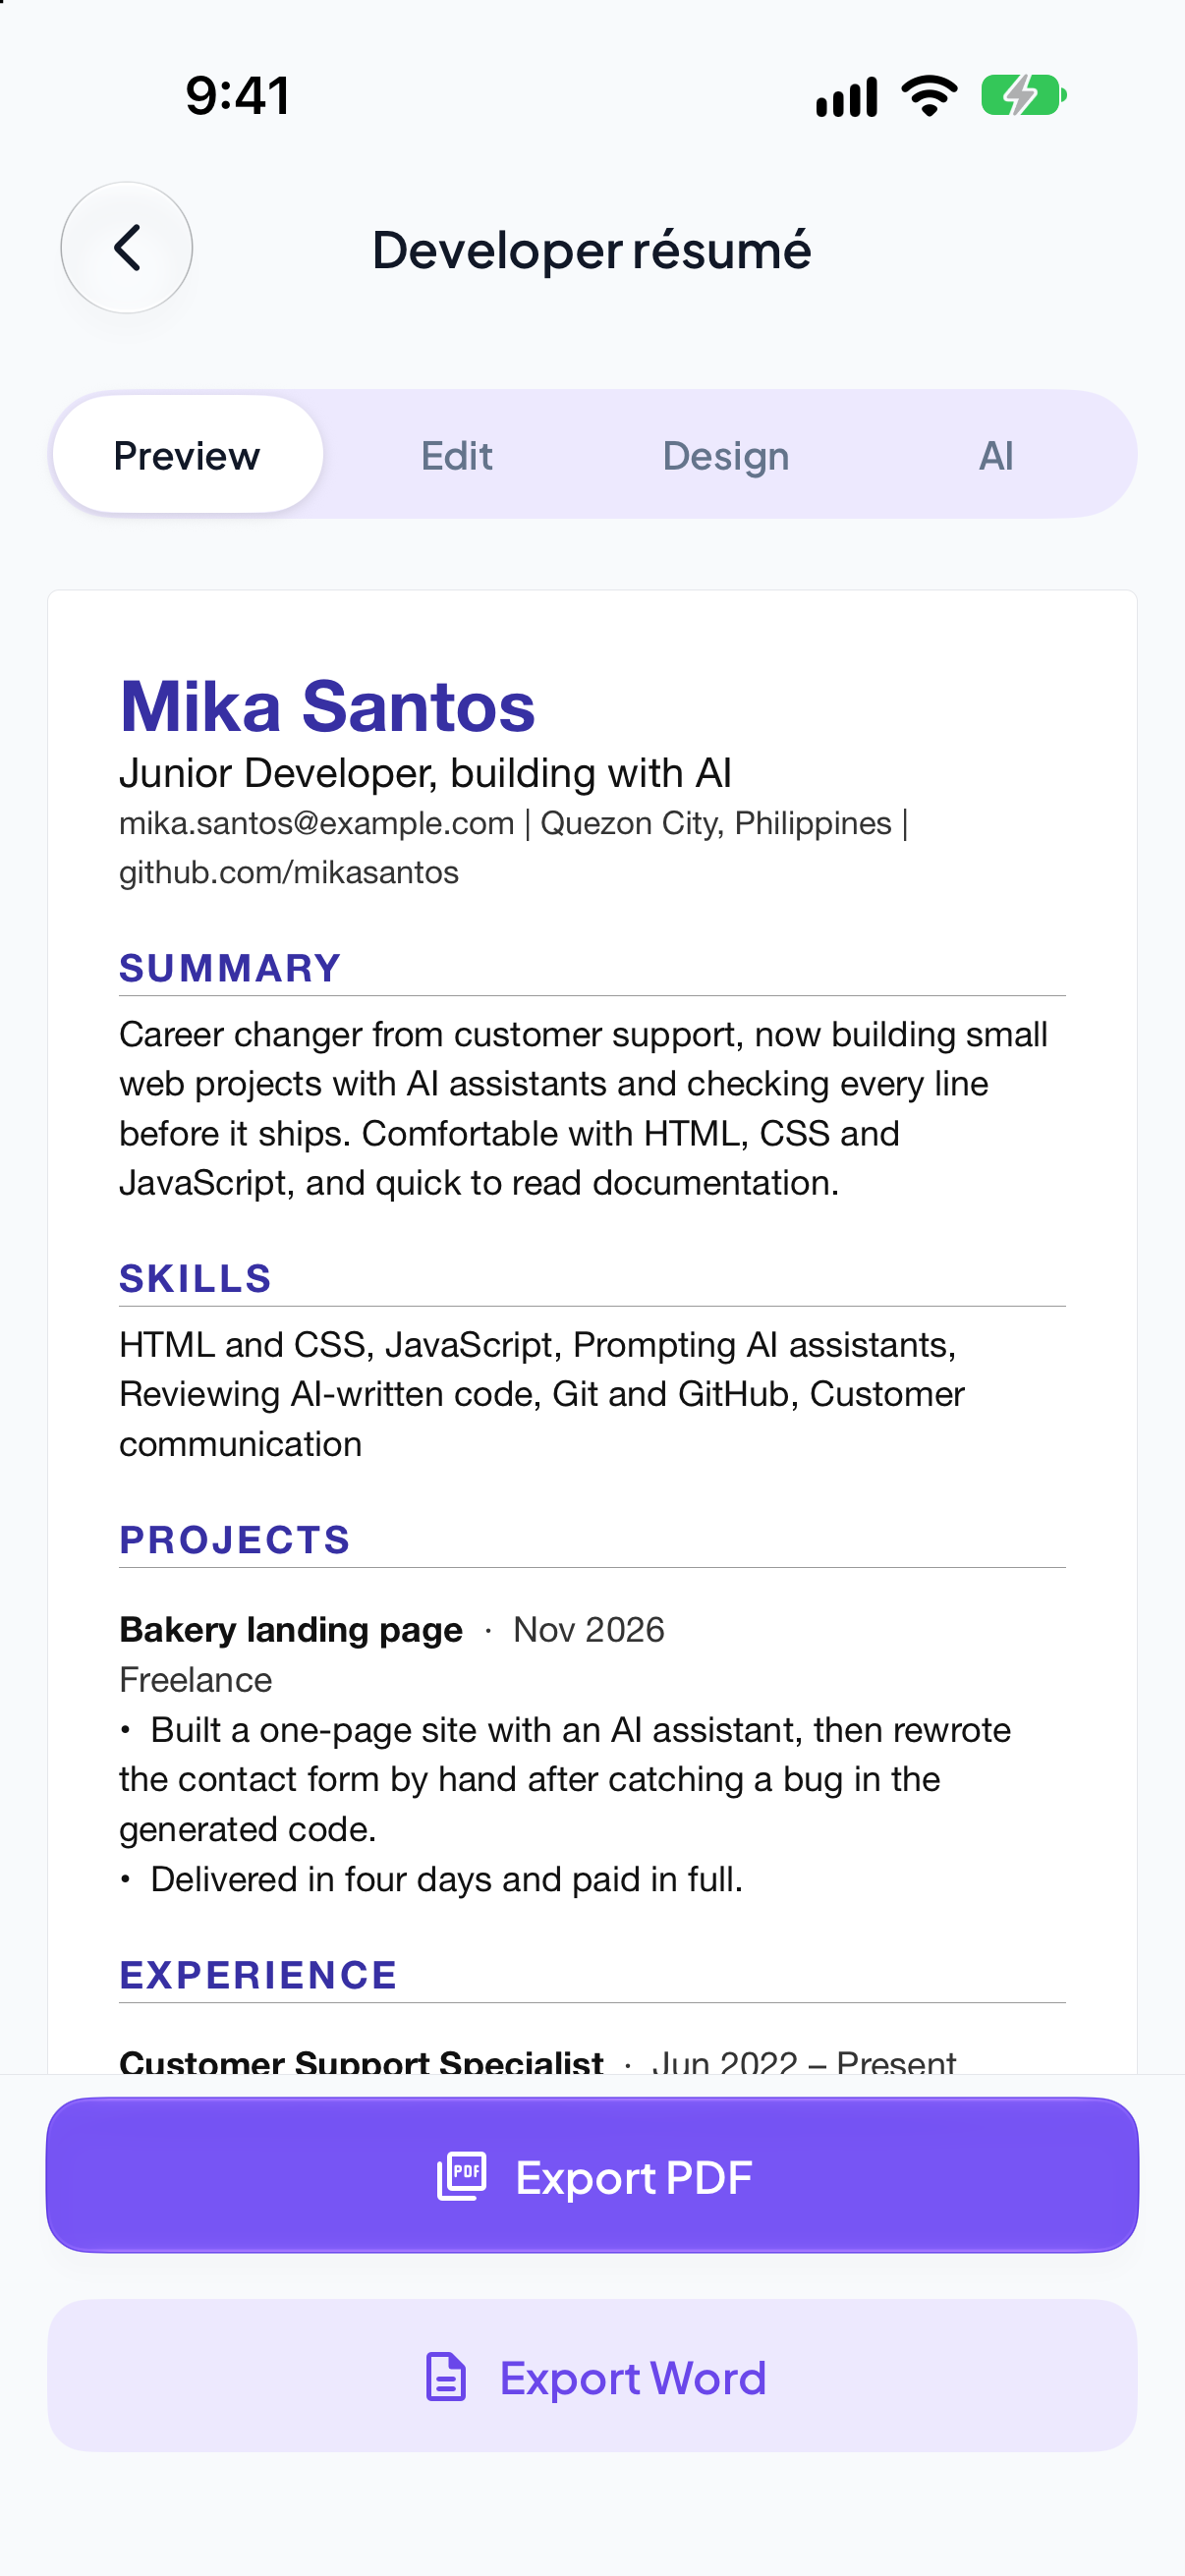 9:41
Developer résumé
Preview
Edit
Design
AI
Mika Santos
Junior Developer, building with AI
mika.santos@example.com | Quezon City, Philippines |
github.com/mikasantos
SUMMARY
Career changer from customer support, now building small
web projects with AI assistants and checking every line
before it ships. Comfortable with HTML, CSS and
JavaScript, and quick to read documentation.
SKILLS
HTML and CSS, JavaScript, Prompting AI assistants,
Reviewing AI-written code, Git and GitHub, Customer
communication
PROJECTS
Bakery landing page · Nov 2026
Freelance
• Built a one-page site with an AI assistant, then rewrote
the contact form by hand after catching a bug in the
generated code.
• Delivered in four days and paid in full.
EXPERIENCE
Customer Support Specialist · Jun 2022 – Present
PDF
Export PDF
Export Word